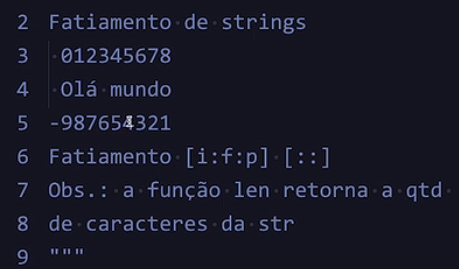 2 Fatiamento de strings
3  012345678
4  Olá mundo
5 -987654321
6 Fatiamento [i:f:p] [::]
7 Obs.: a função len retorna a qtd
8 de caracteres da str
9 """